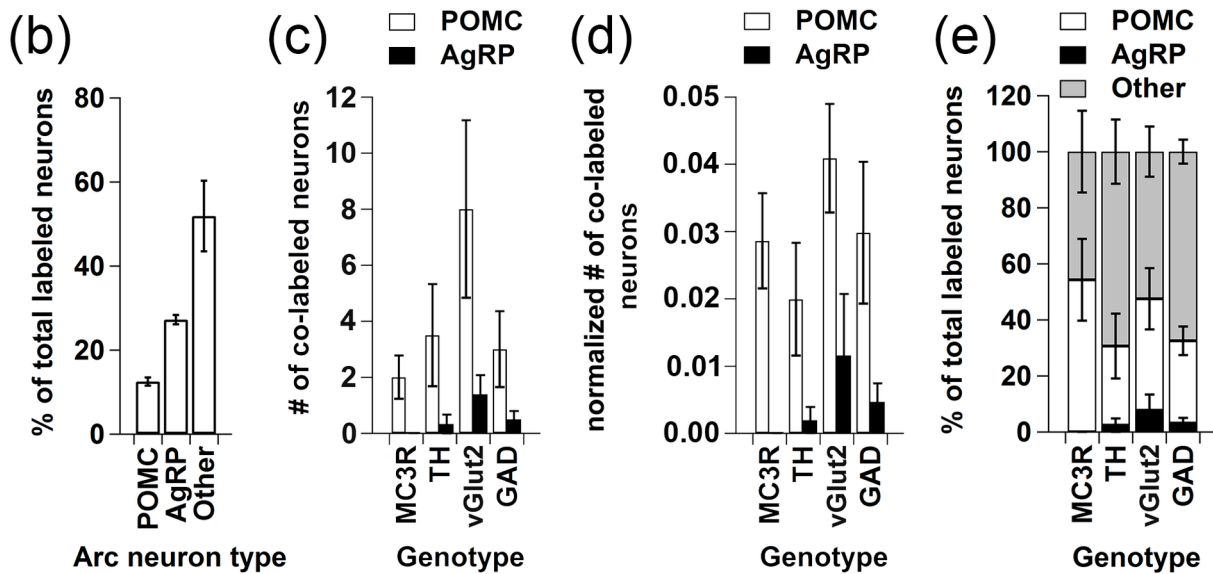 (b)
% of total labeled neurons
80
60
40
20
0
POMC
AgRP
Other
Arc neuron type
(c)
POMC
AgRP
# of co-labeled neurons
12
10
8
6
4
2
0
MC3R
TH
vGlut2
GAD
Genotype
(d)
POMC
AgRP
normalized # of co-labeled
neurons
0.05
0.04
0.03
0.02
0.01
0.00
MC3R
TH
vGlut2
GAD
Genotype
(e)
POMC
AgRP
Other
% of total labeled neurons
120
100
80
60
40
20
0
MC3R
TH
vGlut2
GAD
Genotype